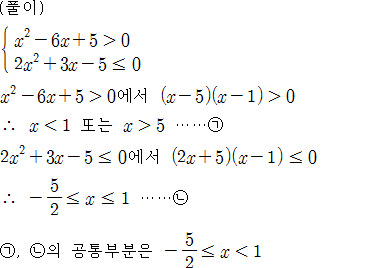 (풀이)
{ x² − 6x + 5 > 0
2x² + 3x − 5 ≤ 0
x² − 6x + 5 > 0에서 (x − 5)(x − 1) > 0
∴ x < 1 또는 x > 5 ……㉠
2x² + 3x − 5 ≤ 0에서 (2x + 5)(x − 1) ≤ 0
∴ −5/2 ≤ x ≤ 1 ……㉡
㉠, ㉡의 공통부분은 −5/2 ≤ x < 1